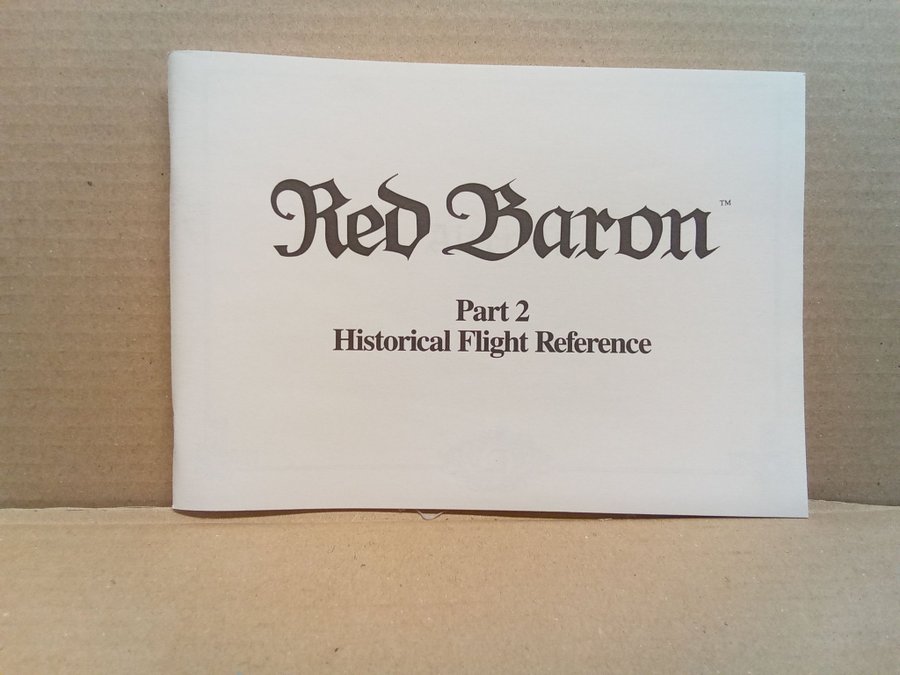 Red Baron™
Part 2
Historical Flight Reference